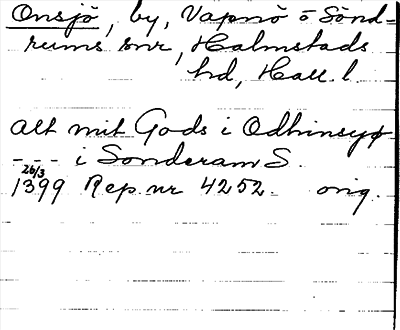 Onsjö, by, Vapnö o Sönd=
rums snr, Halmstads
hd, Hall. l.
alt mit Gods i Odhinsyø
- - - i Sonderam S.
26/3
1399 Rep. nr 4252. orig.